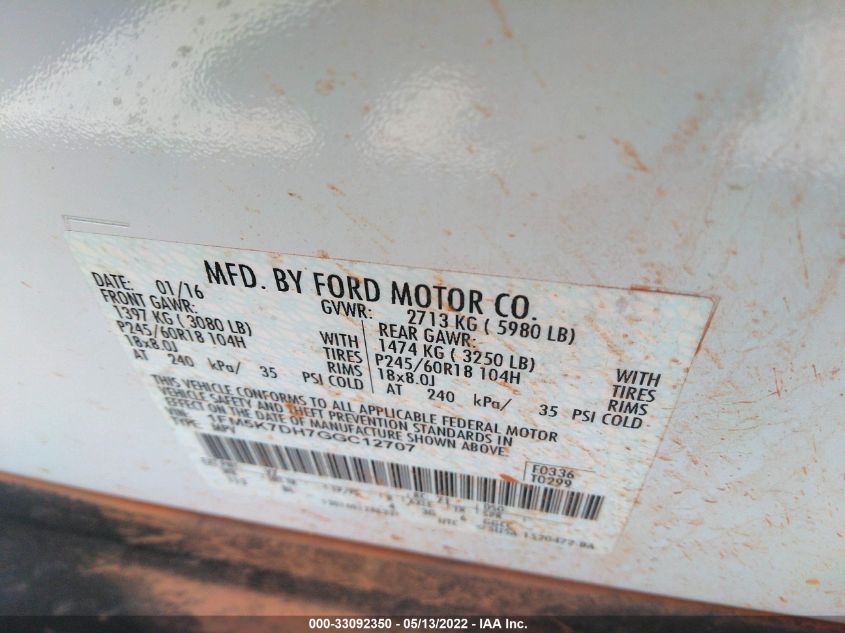 MFD. BY FORD MOTOR CO.
DATE: 01/16
GVWR: 2713 KG ( 5980 LB)
FRONT GAWR:
1397 KG ( 3080 LB)
P245/60R18 104H
18x8.0J
AT 240 kPa/ 35 PSI COLD
WITH
TIRES
RIMS
REAR GAWR:
1474 KG ( 3250 LB)
P245/60R18 104H
18x8.0J
AT 240 kPa/ 35 PSI COLD
WITH
TIRES
RIMS
THIS VEHICLE CONFORMS TO ALL APPLICABLE FEDERAL MOTOR
VEHICLE SAFETY AND THEFT PREVENTION STANDARDS IN
EFFECT ON THE DATE OF MANUFACTURE SHOWN ABOVE.
VIN: 1FM5K7DH7GGC12707
TYPE: MPV
F0336
T0299
000-33092350 - 05/13/2022 - IAA Inc.